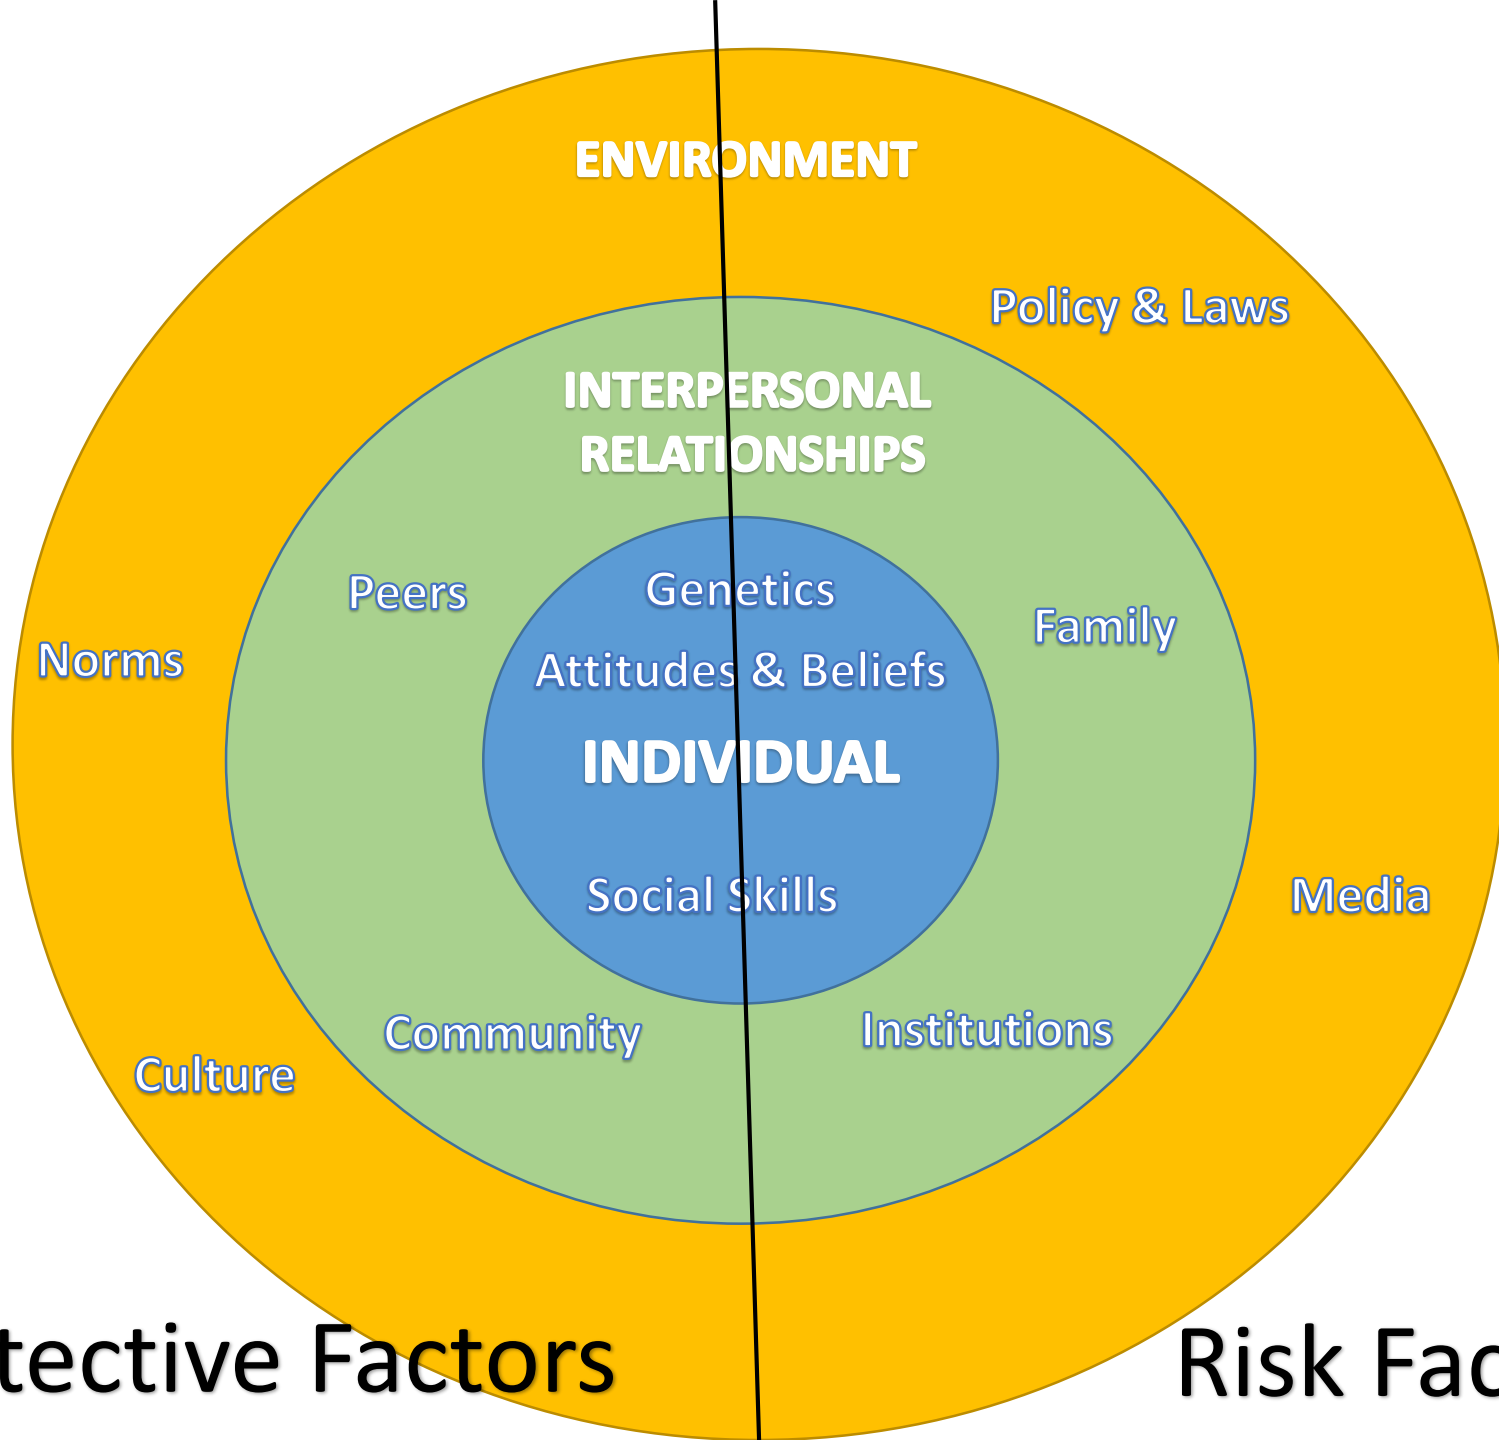 ENVIRONMENT
Policy & Laws
INTERPERSONAL
RELATIONSHIPS
Peers
Genetics
Family
Norms
Attitudes & Beliefs
INDIVIDUAL
Social Skills
Media
Community
Institutions
Culture
tective Factors
Risk Fac